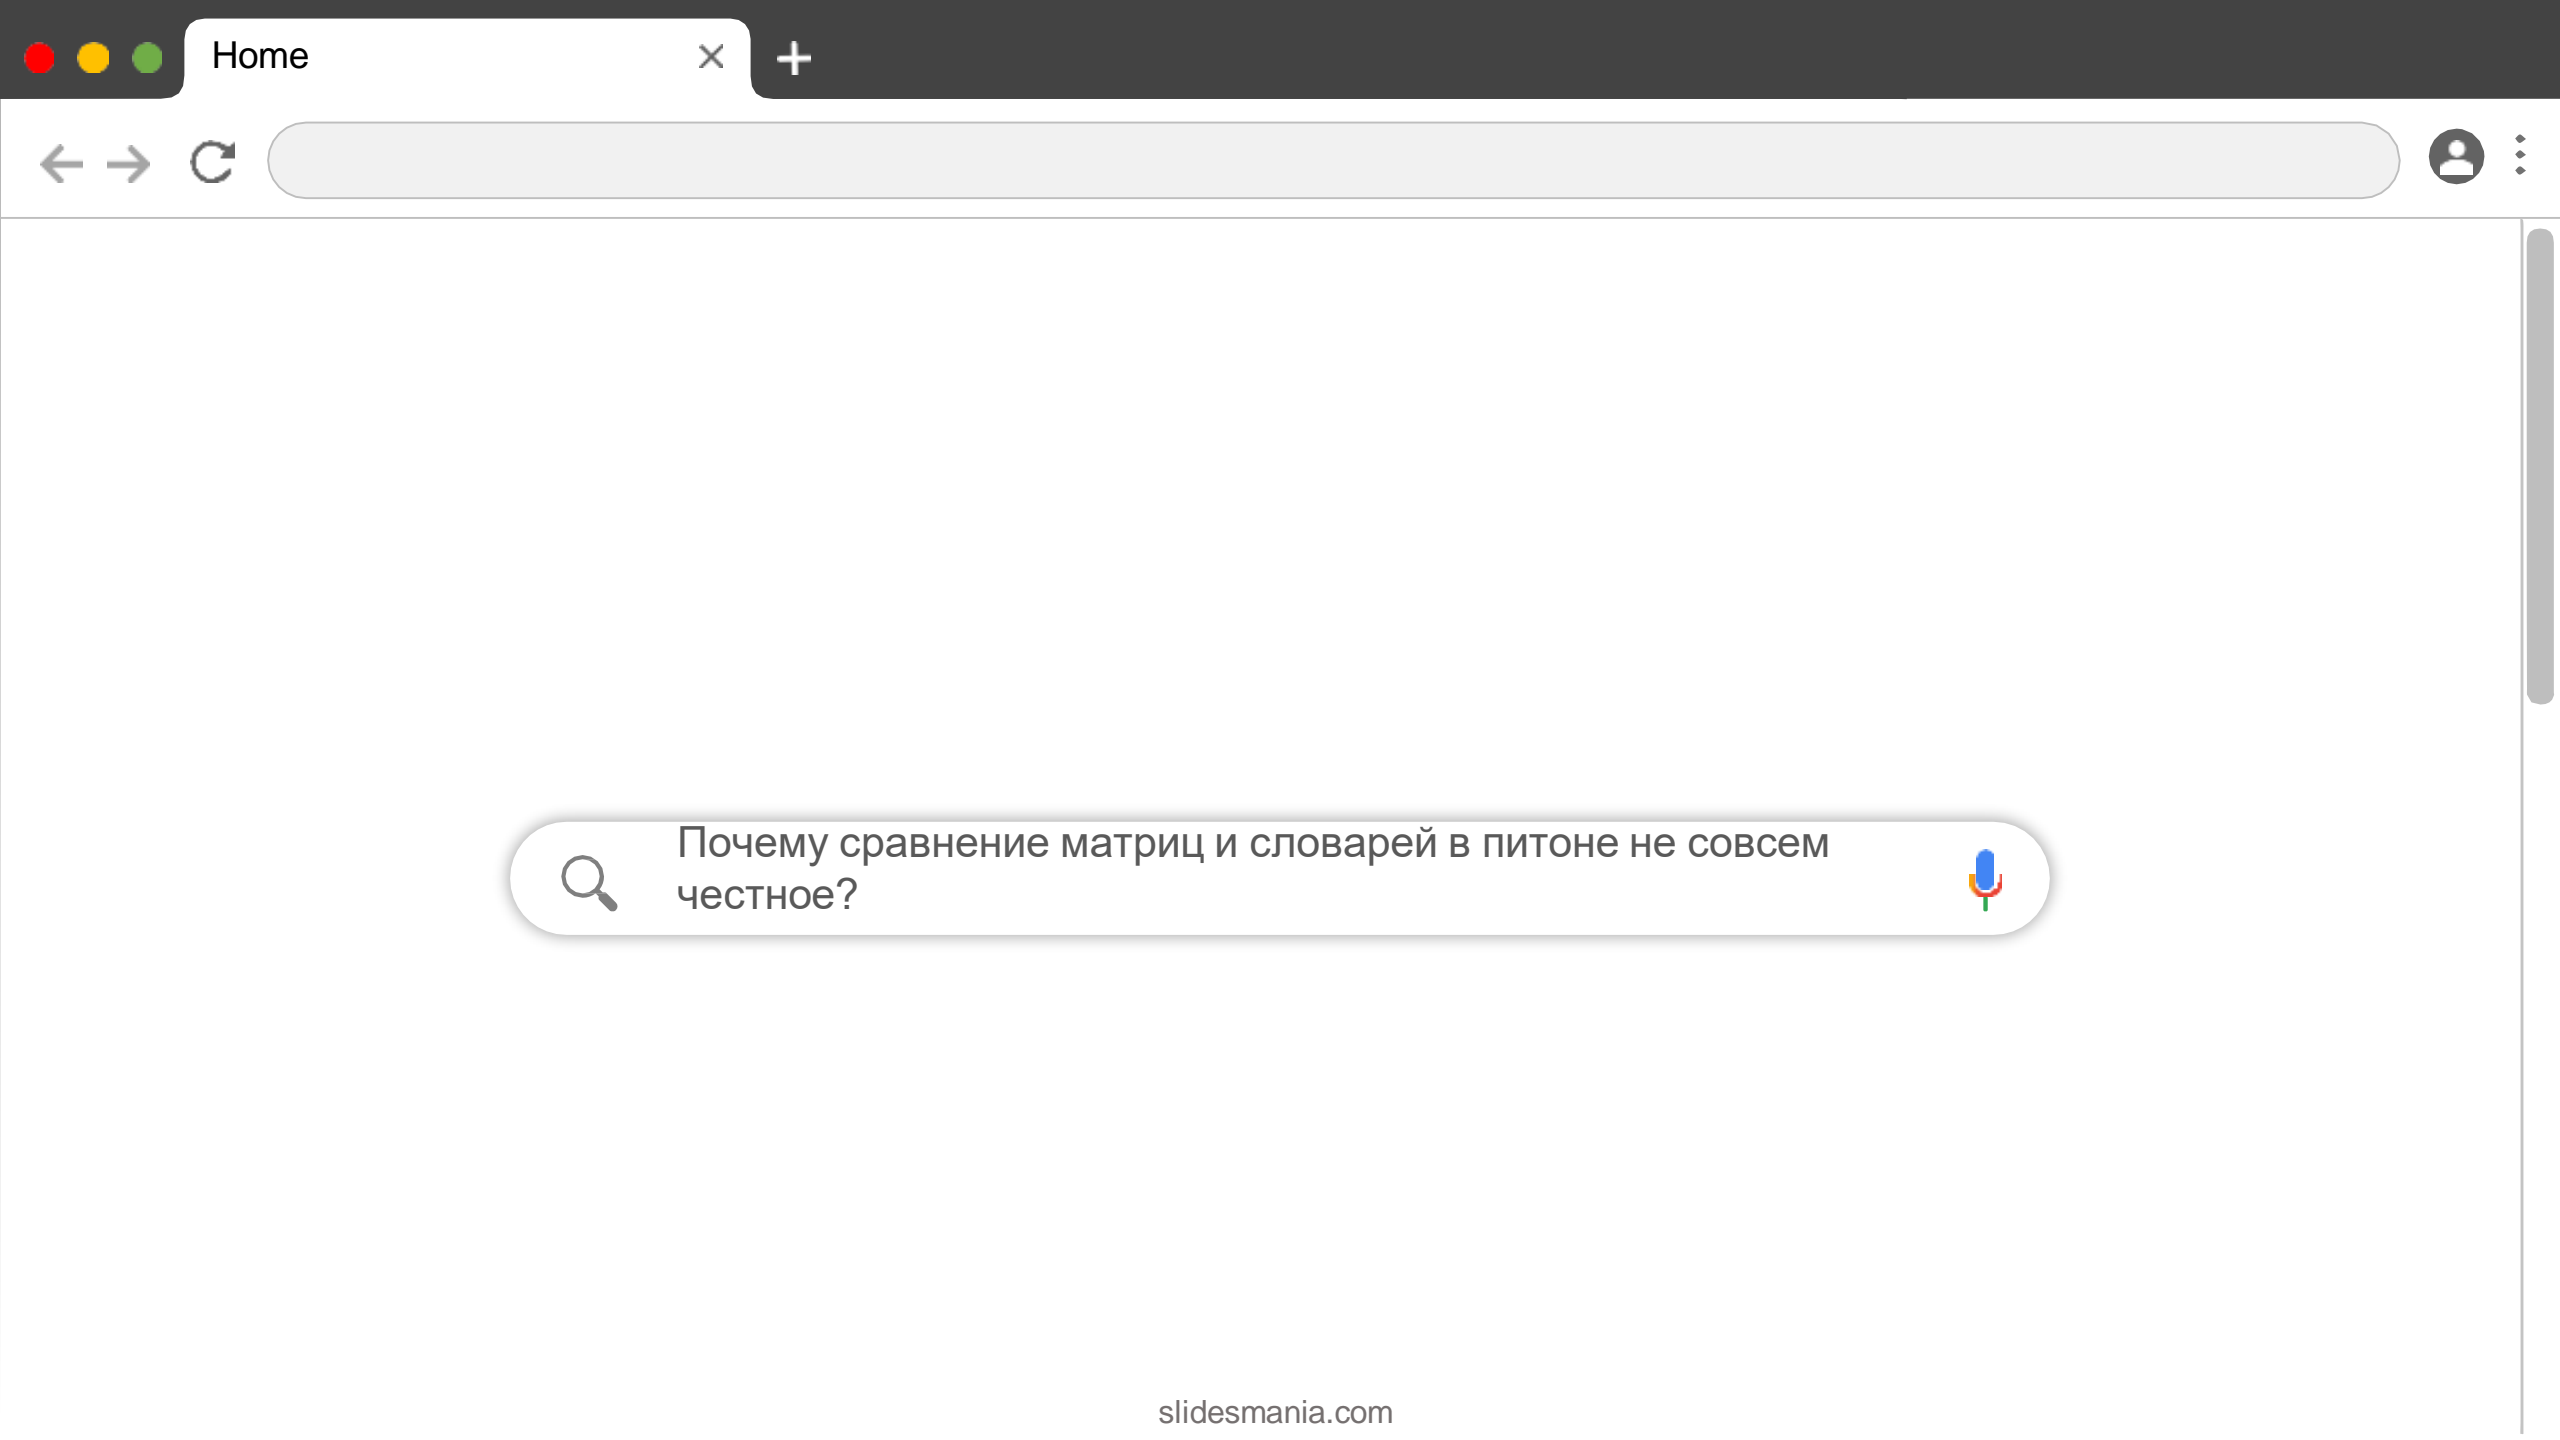 Home
Почему сравнение матриц и словарей в питоне не совсем
честное?
slidesmania.com